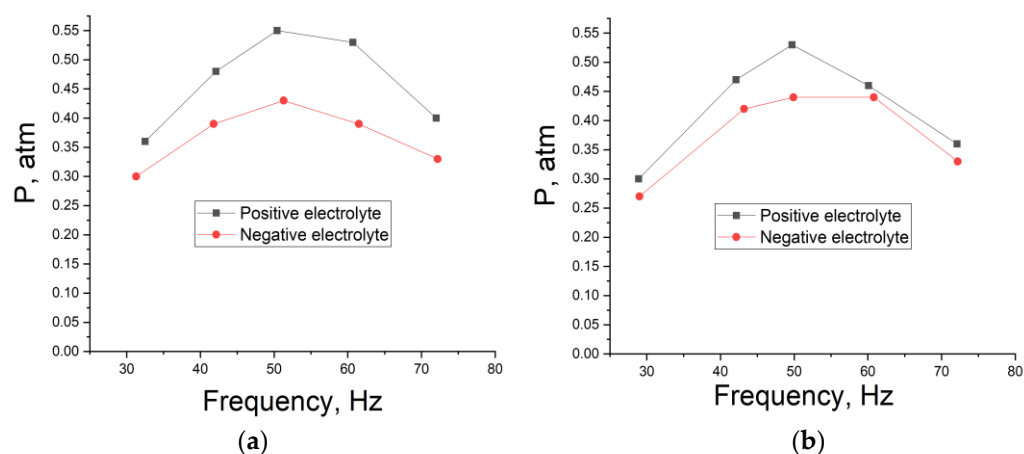 0.55
0.50
0.45
0.40
0.35
0.30
0.25
0.20
0.15
0.10
0.05
0.00
P, atm
Positive electrolyte
Negative electrolyte
30 40 50 60 70 80
Frequency, Hz
(a)
0.55
0.50
0.45
0.40
0.35
0.30
0.25
0.20
0.15
0.10
0.05
0.00
P, atm
Positive electrolyte
Negative electrolyte
30 40 50 60 70 80
Frequency, Hz
(b)